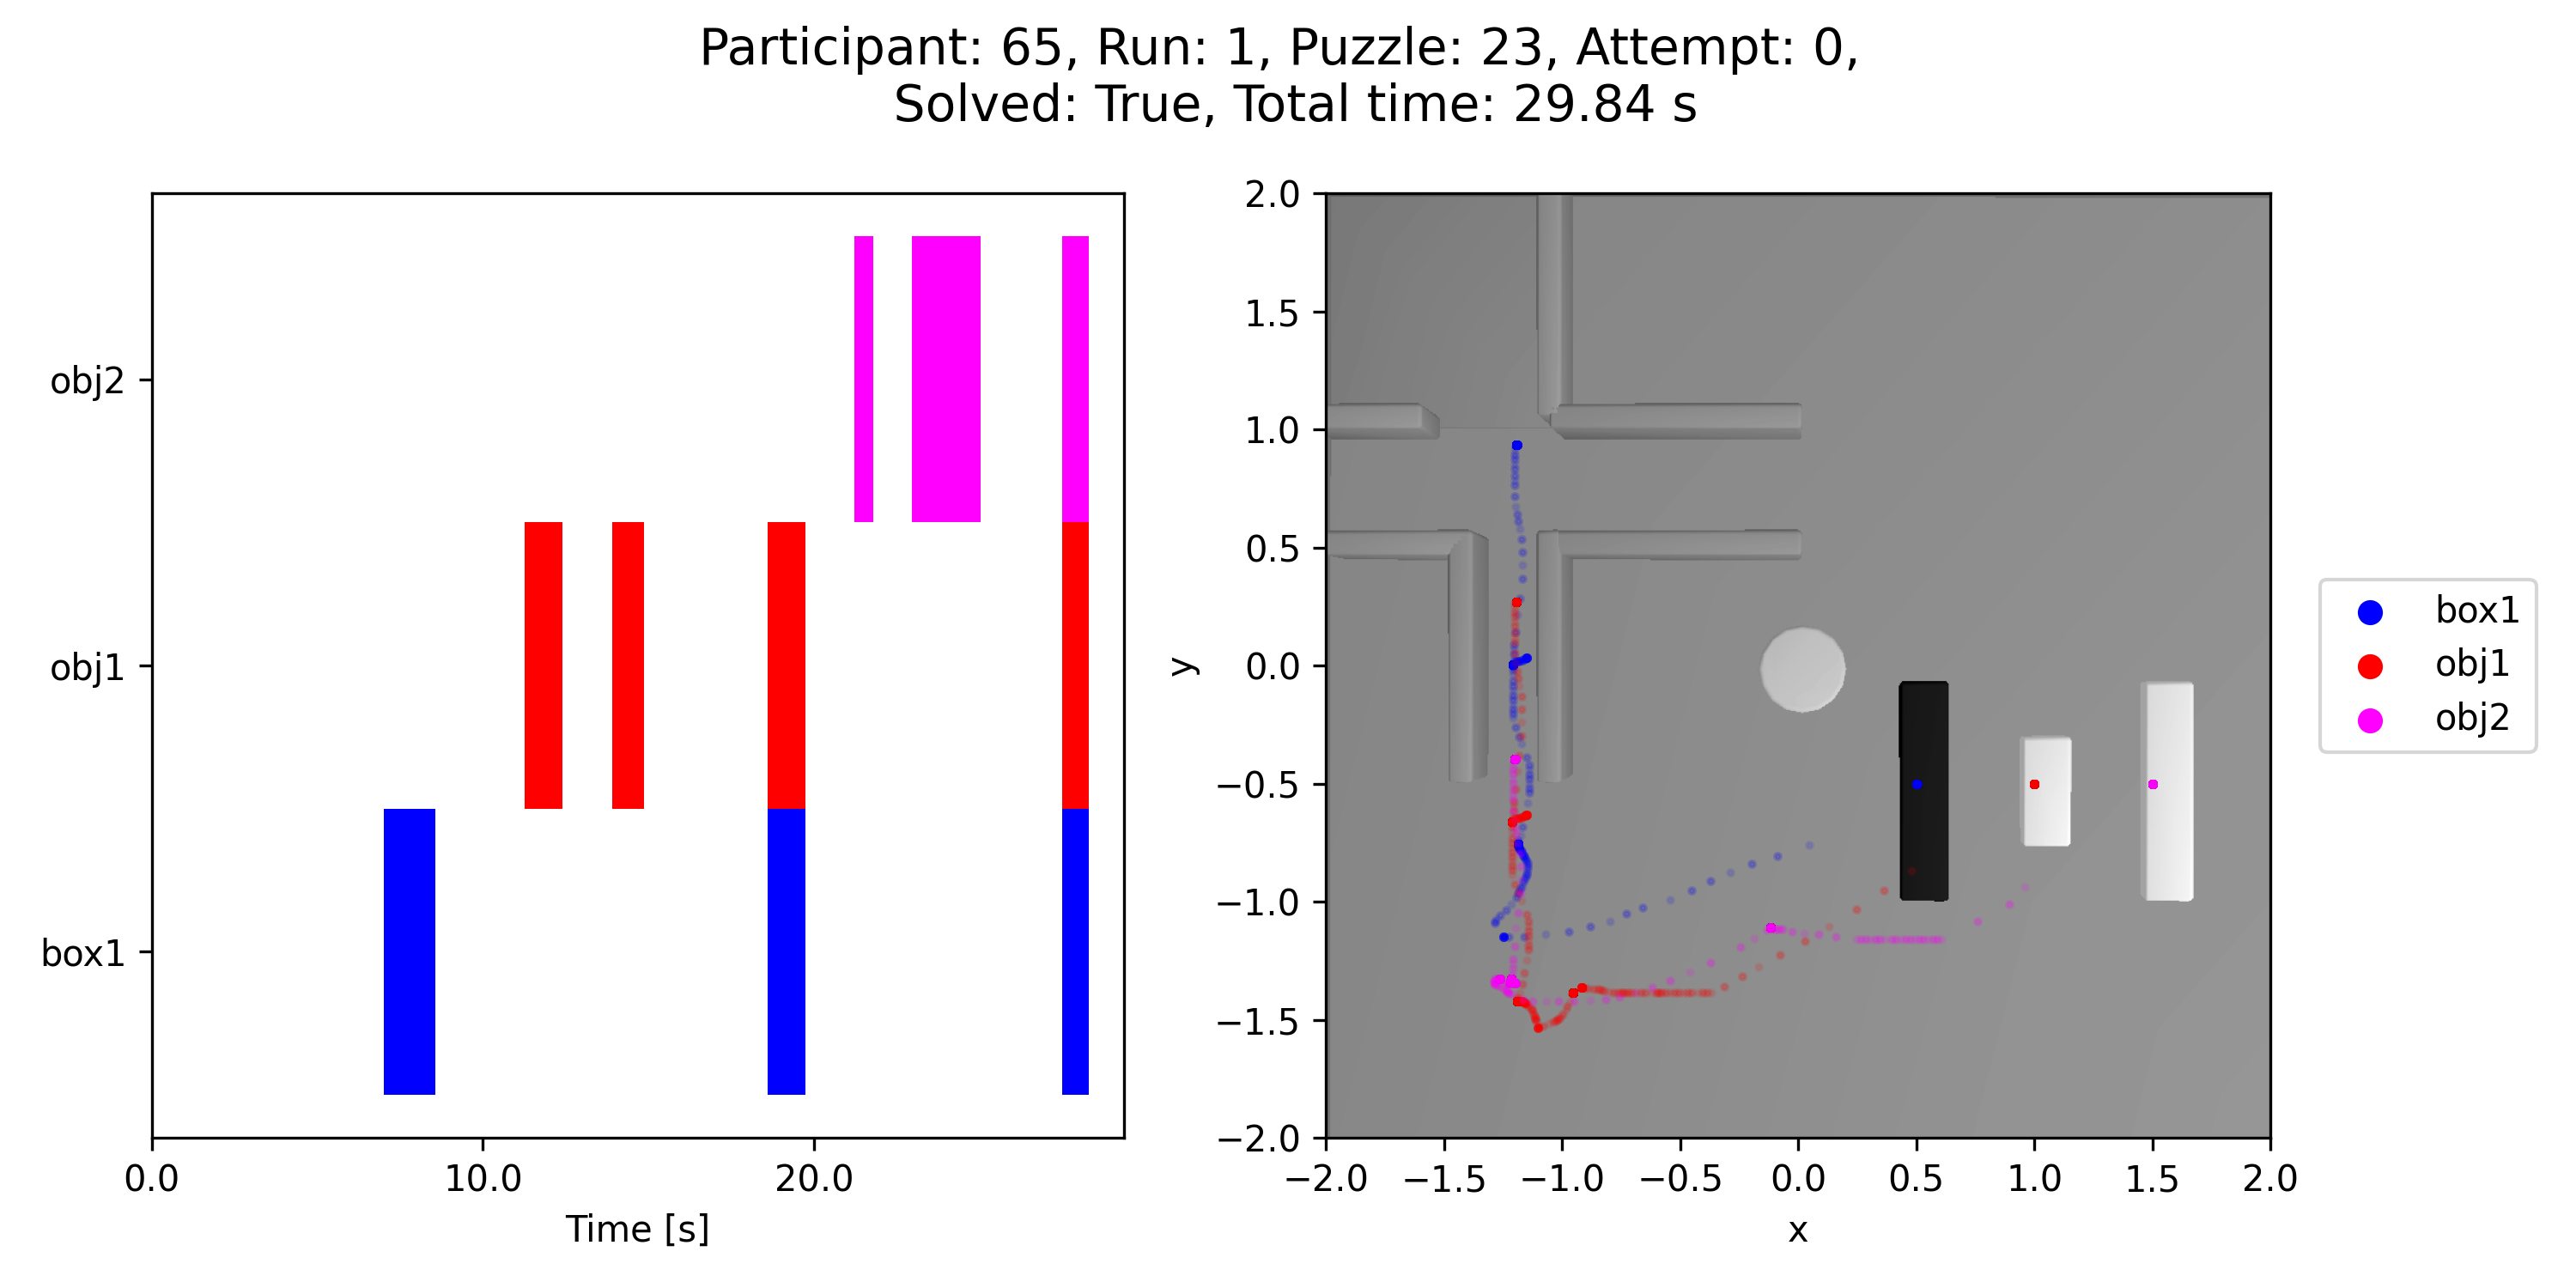 Participant: 65, Run: 1, Puzzle: 23, Attempt: 0,
Solved: True, Total time: 29.84 s
obj2
obj1
box1
0.0 10.0 20.0
Time [s]
2.0
1.5
1.0
0.5
0.0
−0.5
−1.0
−1.5
−2.0
y
−2.0 −1.5 −1.0 −0.5 0.0 0.5 1.0 1.5 2.0
x
box1
obj1
obj2